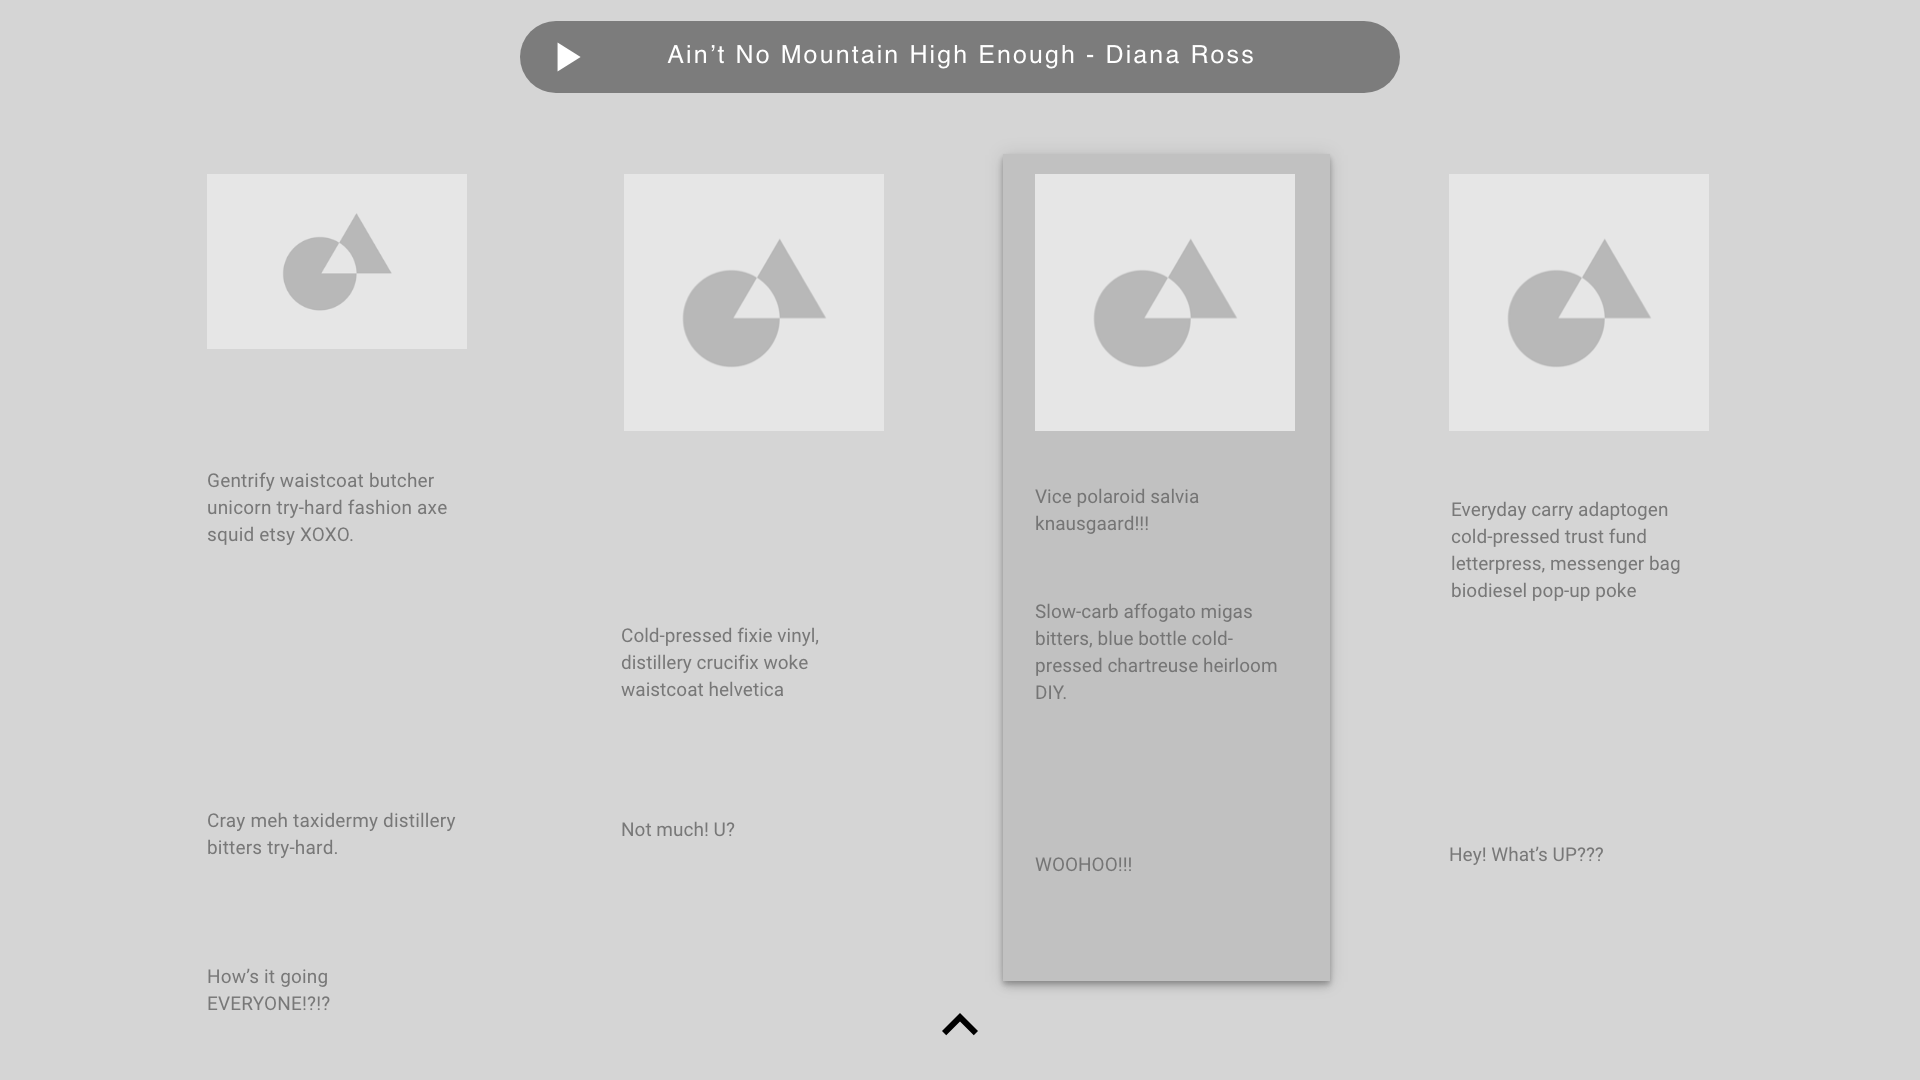 Ain’t No Mountain High Enough - Diana Ross
Gentrify waistcoat butcher
unicorn try-hard fashion axe
squid etsy XOXO.
Cray meh taxidermy distillery
bitters try-hard.
How’s it going
EVERYONE!?!?
Cold-pressed fixie vinyl,
distillery crucifix woke
waistcoat helvetica
Not much! U?
Vice polaroid salvia
knausgaard!!!
Slow-carb affogato migas
bitters, blue bottle cold-
pressed chartreuse heirloom
DIY.
WOOHOO!!!
Everyday carry adaptogen
cold-pressed trust fund
letterpress, messenger bag
biodiesel pop-up poke
Hey! What’s UP???